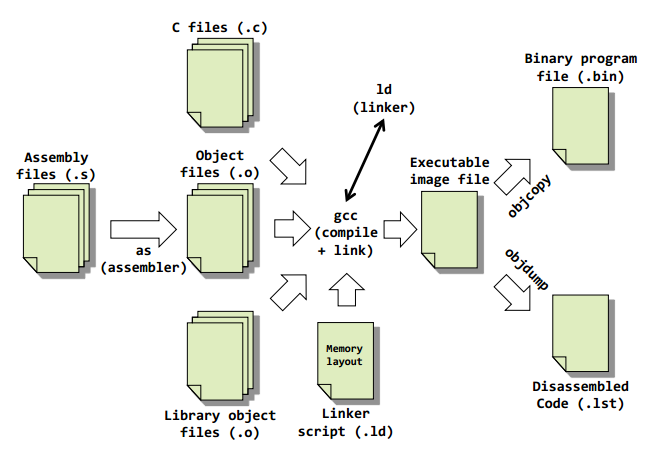 C files (.c)
Binary program
file (.bin)
ld
(linker)
Assembly
files (.s)
Object
files (.o)
Executable
image file
objcopy
gcc
(compile
+ link)
as
(assembler)
objdump
Memory
layout
Library object
files (.o)
Linker
script (.ld)
Disassembled
Code (.lst)